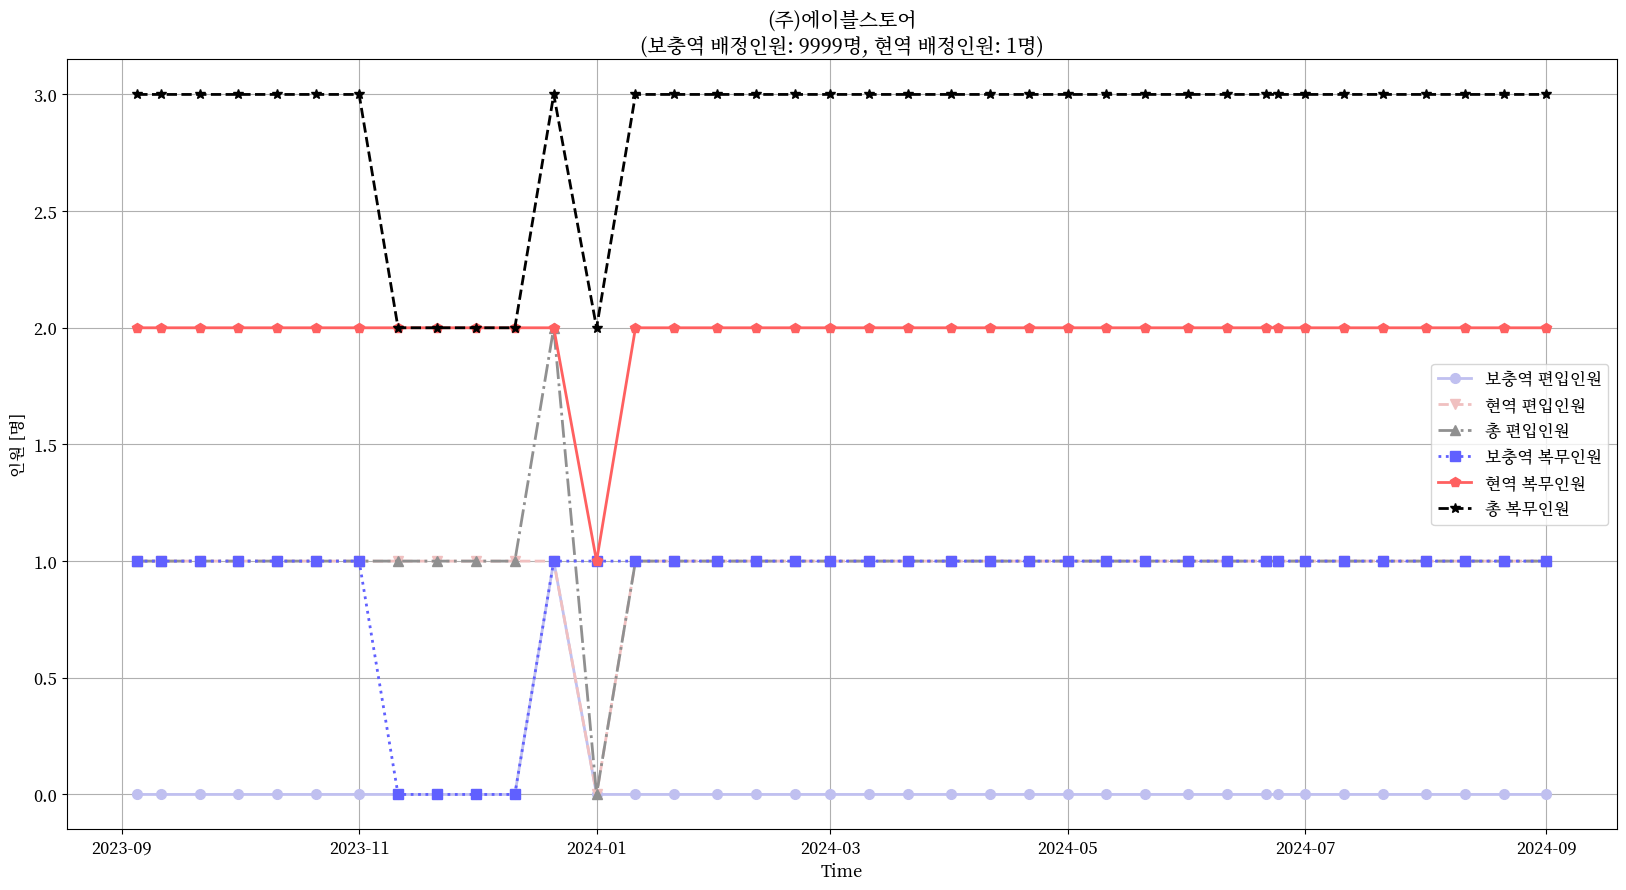 (주)에이블스토어
(보충역 배정인원: 9999명, 현역 배정인원: 1명)
인원 [명]
3.0
2.5
2.0
1.5
1.0
0.5
0.0
보충역 편입인원
현역 편입인원
총 편입인원
보충역 복무인원
현역 복무인원
총 복무인원
2023-09
2023-11
2024-01
2024-03
2024-05
2024-07
2024-09
Time